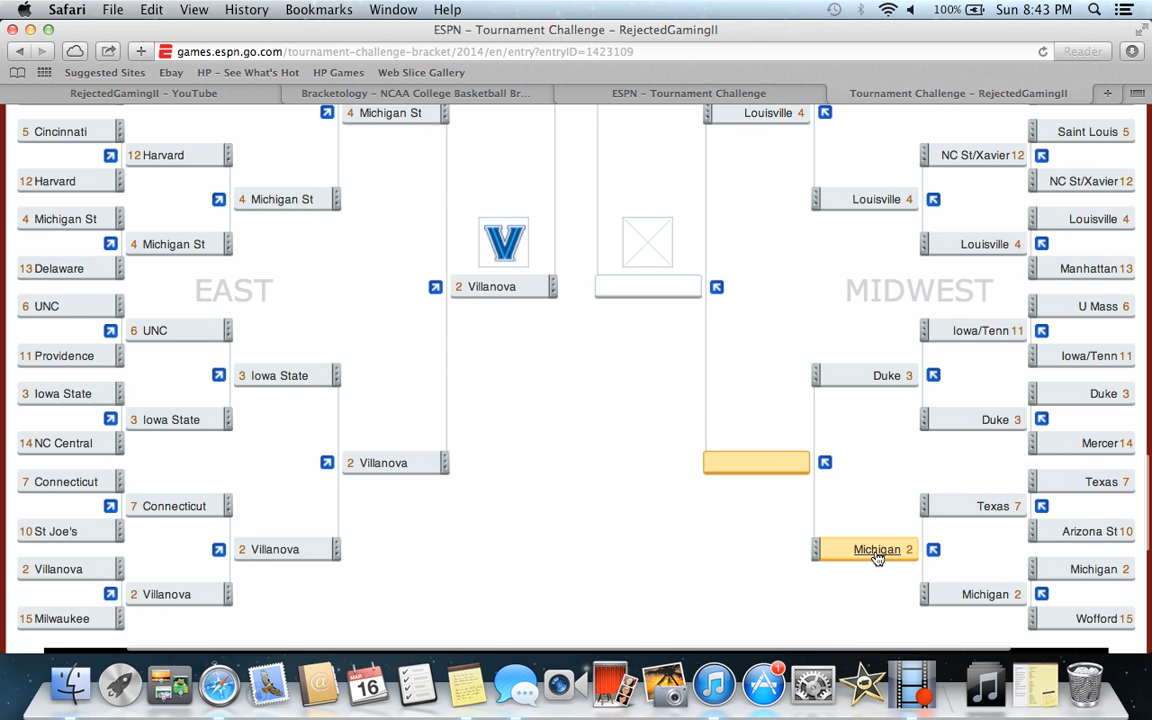 Safari File Edit View History Bookmarks Window Help 100% Sun 8:43 PM
ESPN – Tournament Challenge - RejectedGamingII
games.espn.go.com/tournament-challenge-bracket/2014/en/entry?entryID=1423109 Reader
Suggested Sites Ebay HP – See What's Hot HP Games Web Slice Gallery
RejectedGamingII – YouTube Bracketology – NCAA College Basketball Br... ESPN – Tournament Challenge Tournament Challenge – RejectedGamingII
4 Michigan St Louisville 4
5 Cincinnati Saint Louis 5
12 Harvard NC St/Xavier 12
12 Harvard NC St/Xavier 12
4 Michigan St Louisville 4
4 Michigan St Louisville 4
4 Michigan St Louisville 4
13 Delaware Manhattan 13
V
EAST 2 Villanova MIDWEST
6 UNC U Mass 6
6 UNC Iowa/Tenn 11
11 Providence Iowa/Tenn 11
3 Iowa State Duke 3
3 Iowa State Duke 3
3 Iowa State Duke 3
14 NC Central Mercer 14
2 Villanova
7 Connecticut Texas 7
7 Connecticut Texas 7
10 St Joe's Arizona St 10
2 Villanova Michigan 2
2 Villanova Michigan 2
2 Villanova Michigan 2
15 Milwaukee Wofford 15
MAR
16
1